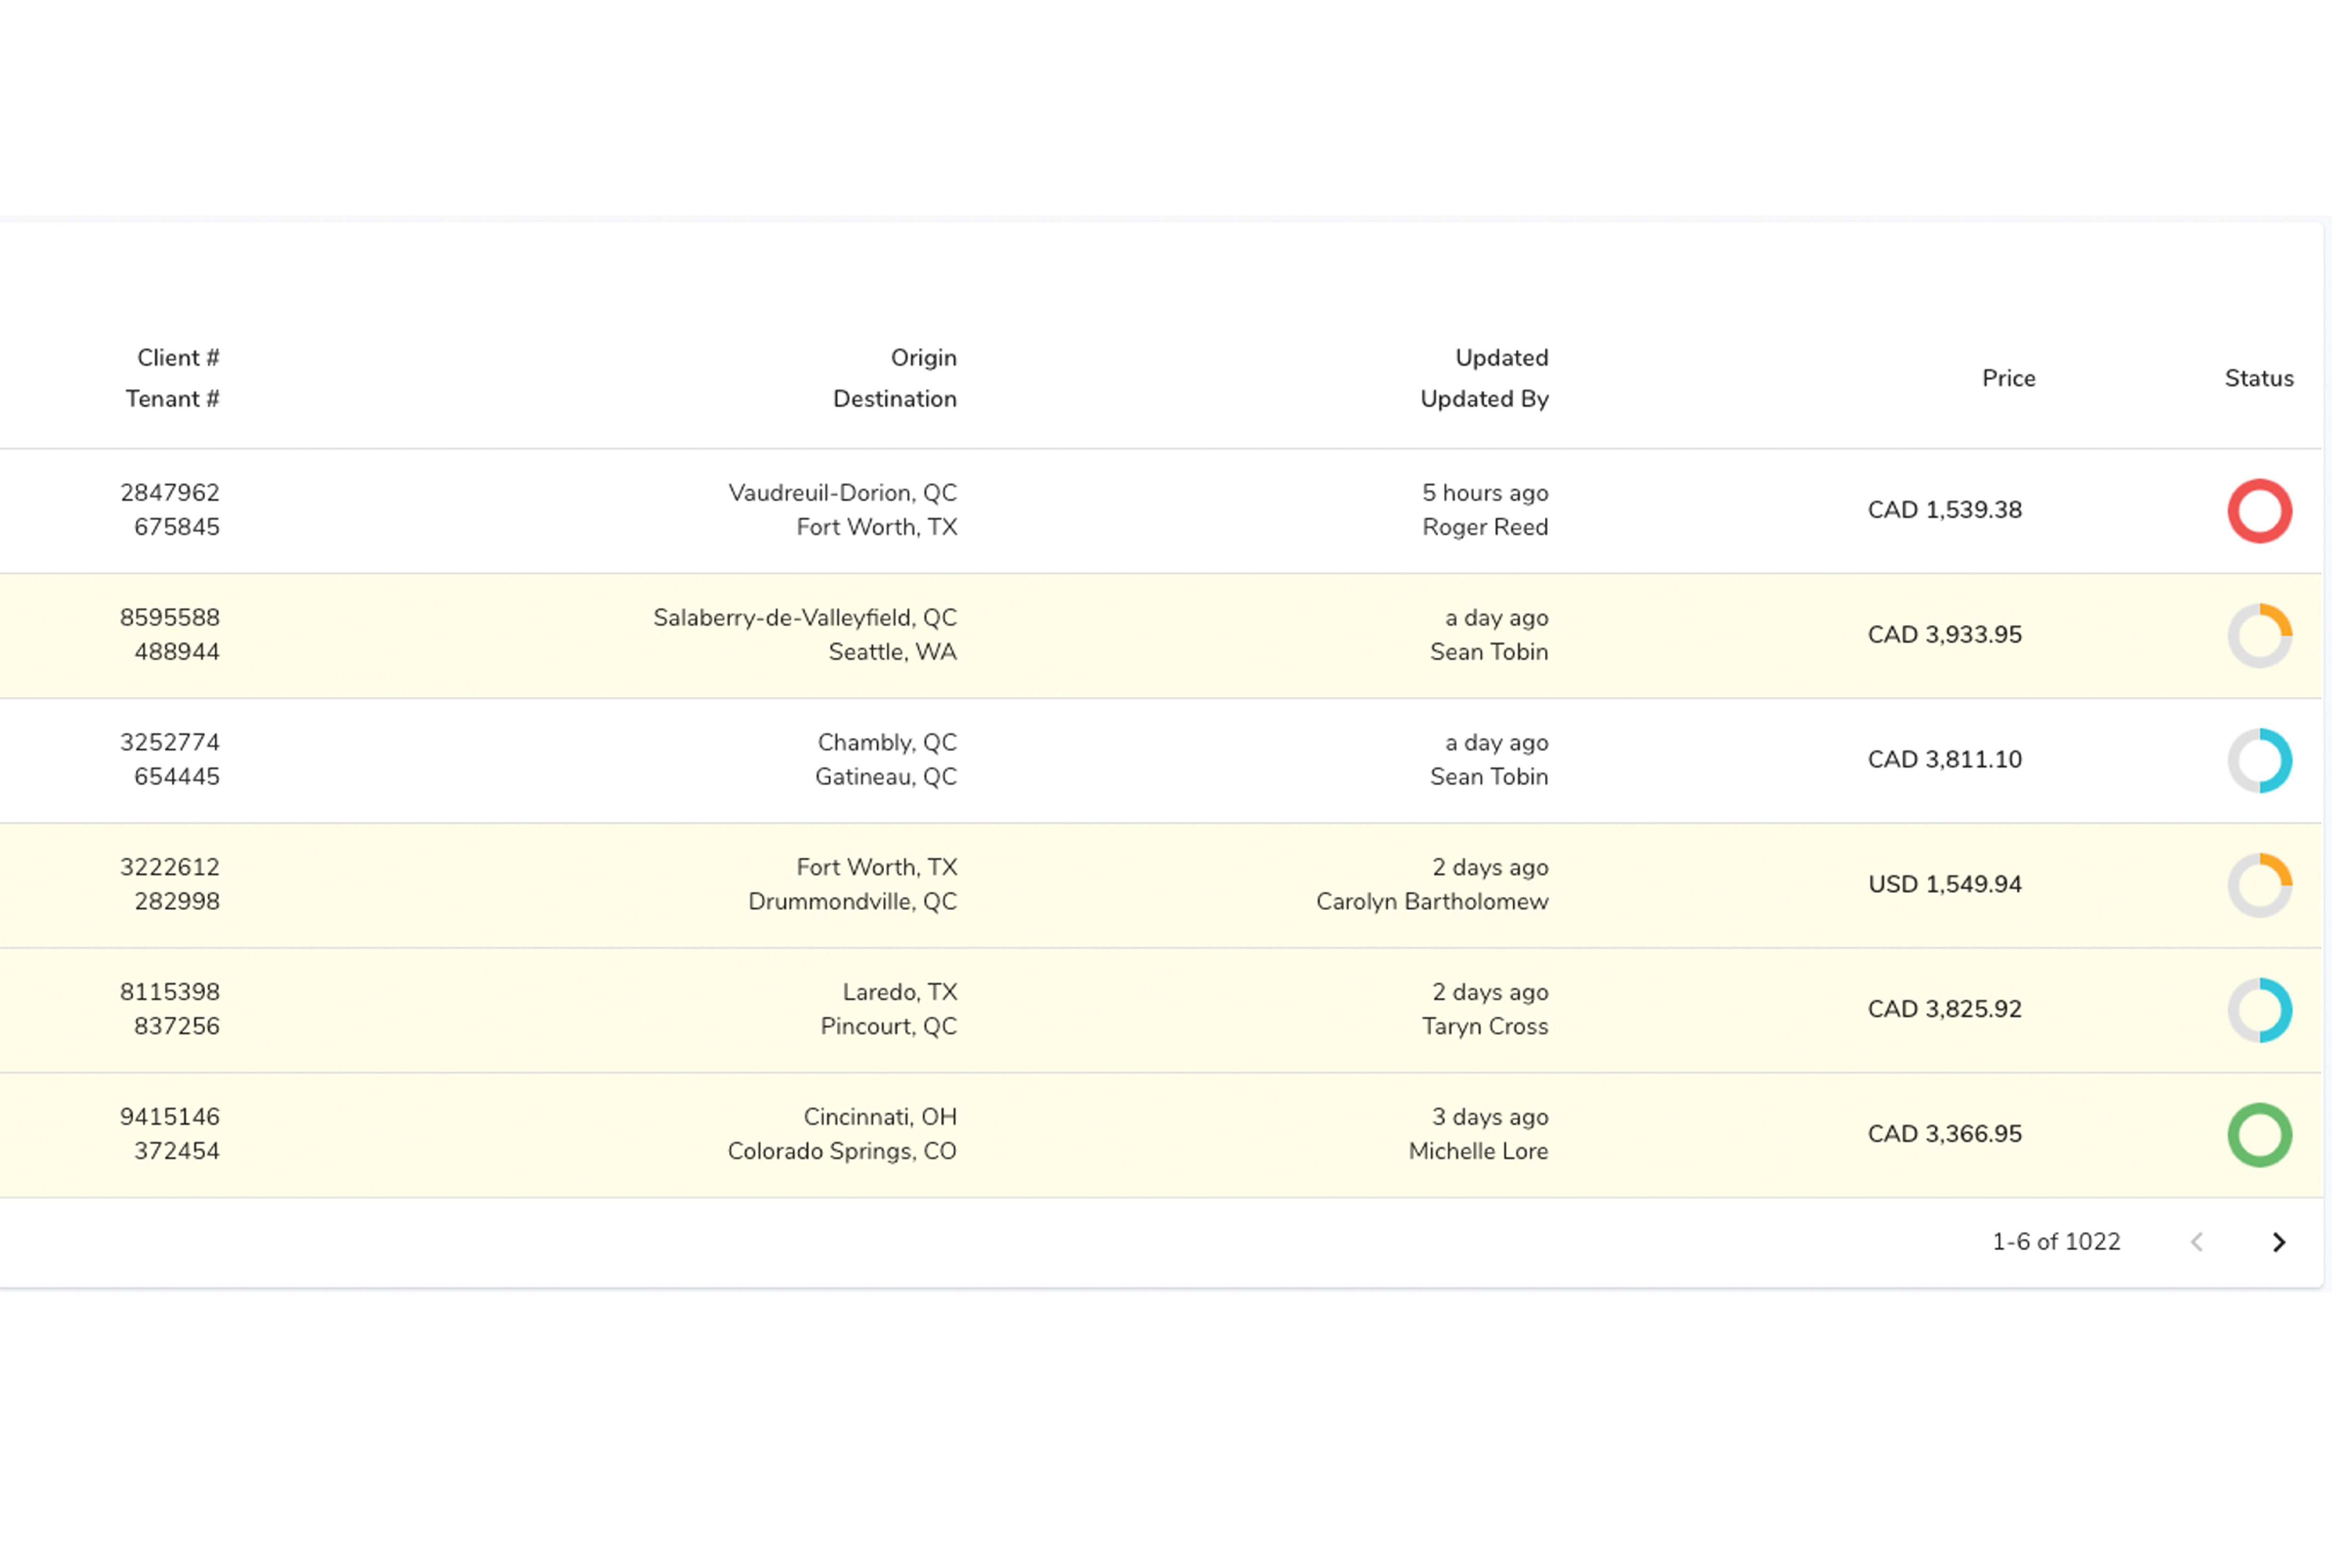 Client #
Tenant #
Origin
Destination
Updated
Updated By
Price
Status
2847962
675845
Vaudreuil-Dorion, QC
Fort Worth, TX
5 hours ago
Roger Reed
CAD 1,539.38
8595588
488944
Salaberry-de-Valleyfield, QC
Seattle, WA
a day ago
Sean Tobin
CAD 3,933.95
3252774
654445
Chambly, QC
Gatineau, QC
a day ago
Sean Tobin
CAD 3,811.10
3222612
282998
Fort Worth, TX
Drummondville, QC
2 days ago
Carolyn Bartholomew
USD 1,549.94
8115398
837256
Laredo, TX
Pincourt, QC
2 days ago
Taryn Cross
CAD 3,825.92
9415146
372454
Cincinnati, OH
Colorado Springs, CO
3 days ago
Michelle Lore
CAD 3,366.95
1-6 of 1022